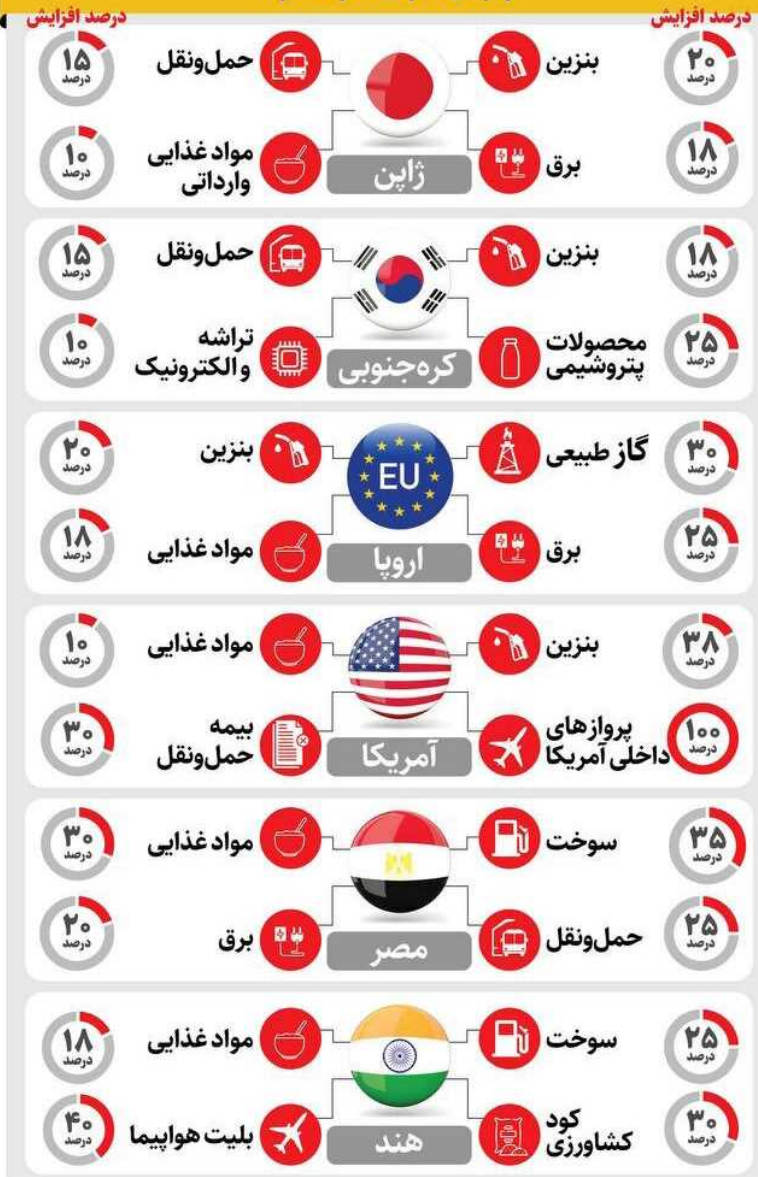 درصد افزایش
درصد افزایش
بنزین
۲۰
درصد
حمل‌ونقل
۱۵
درصد
برق
۱۸
درصد
مواد غذایی
وارداتی
۱۰
درصد
ژاپن
بنزین
۱۸
درصد
حمل‌ونقل
۱۵
درصد
محصولات
پتروشیمی
۲۵
درصد
تراشه
و الکترونیک
۱۰
درصد
کره‌جنوبی
گاز طبیعی
۳۰
درصد
بنزین
۲۰
درصد
EU
برق
۲۵
درصد
مواد غذایی
۱۸
درصد
اروپا
بنزین
۳۸
درصد
مواد غذایی
۱۰
درصد
پروازهای
داخلی آمریکا
۱۰۰
درصد
بیمه
حمل‌ونقل
۳۰
درصد
آمریکا
سوخت
۳۵
درصد
مواد غذایی
۳۰
درصد
حمل‌ونقل
۲۵
درصد
برق
۲۰
درصد
مصر
سوخت
۲۵
درصد
مواد غذایی
۱۸
درصد
کود
کشاورزی
۳۰
درصد
بلیت هواپیما
۴۰
درصد
هند